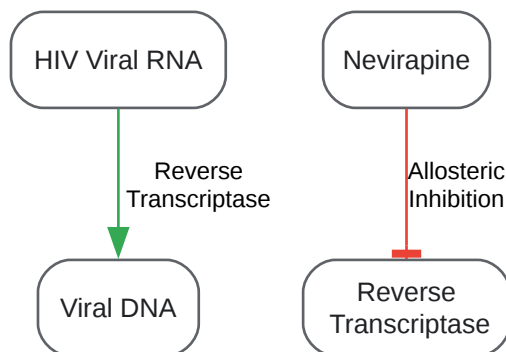 HIV Viral RNA
Nevirapine
Reverse
Transcriptase
Allosteric
Inhibition
Viral DNA
Reverse
Transcriptase